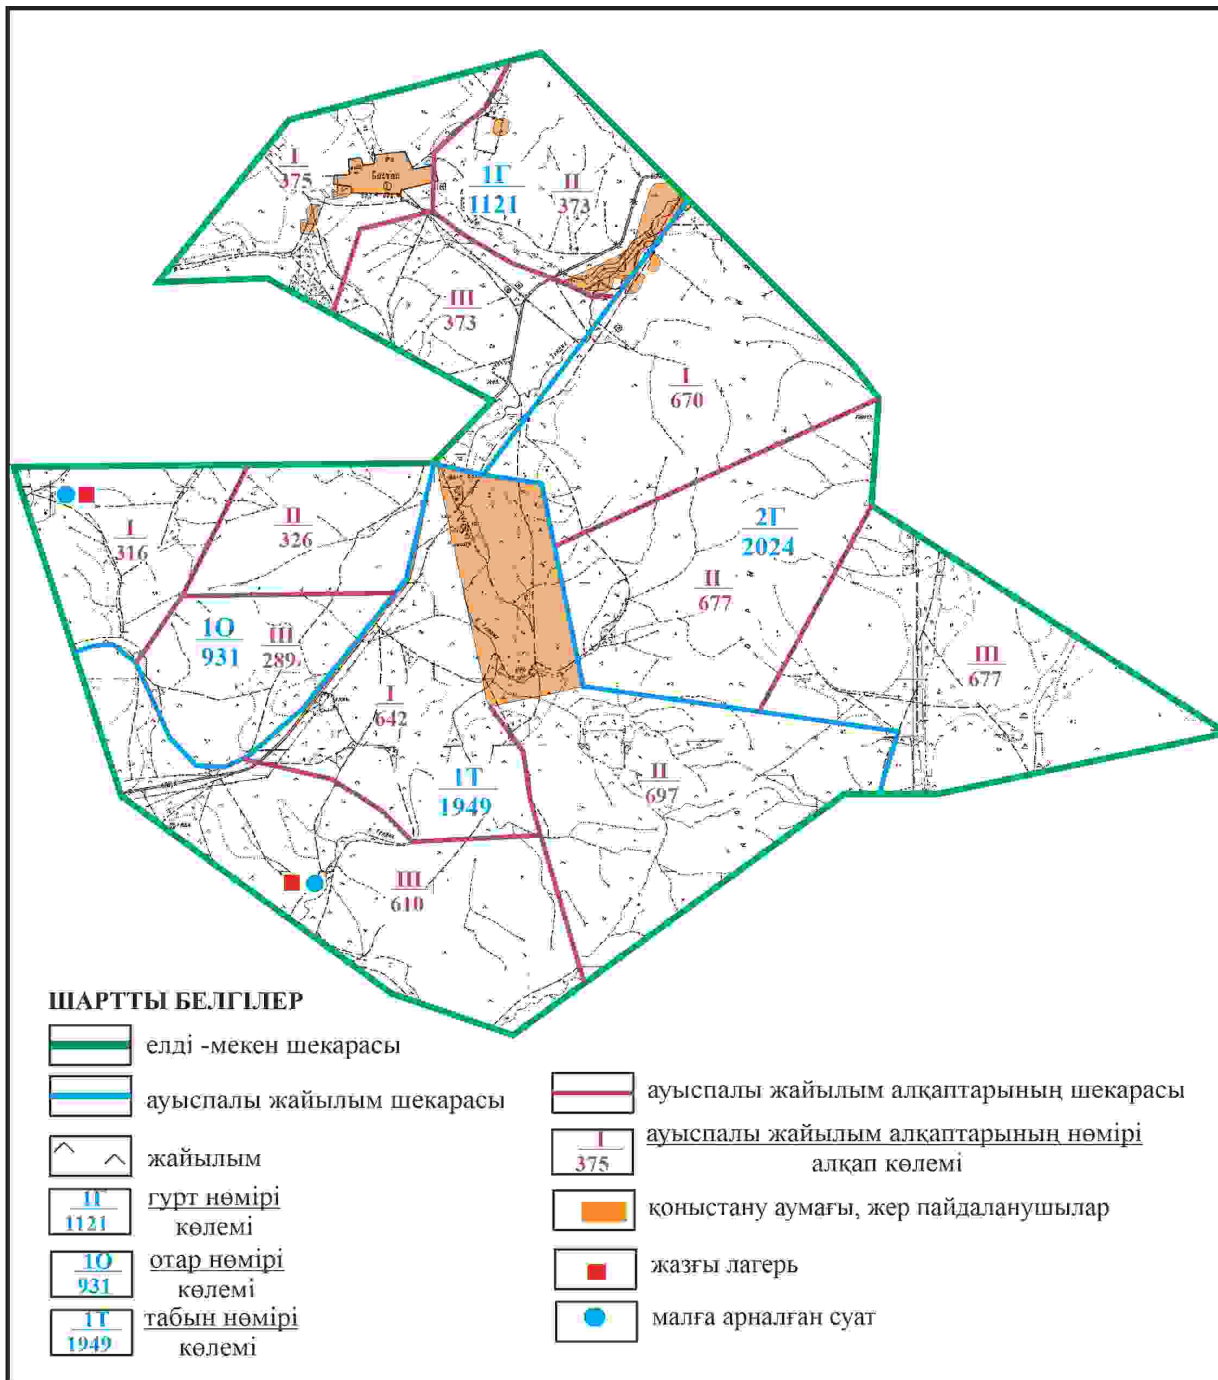 I
375
1Г
1121
II
373
III
373
I
670
2Г
2024
II
677
III
677
I
316
II
326
1О
931
III
289
I
642
1Т
1949
II
697
III
610
ШАРТТЫ БЕЛГІЛЕР
елді -мекен шекарасы
ауыспалы жайылым шекарасы
жайылым
1Г
1121
гурт нөмірі
көлемі
1О
931
отар нөмірі
көлемі
1Т
1949
табын нөмірі
көлемі
ауыспалы жайылым алқаптарының шекарасы
I
375
ауыспалы жайылым алқаптарының нөмірі
алқап көлемі
қоныстану аумағы, жер пайдаланушылар
жазғы лагерь
малға арналған суат